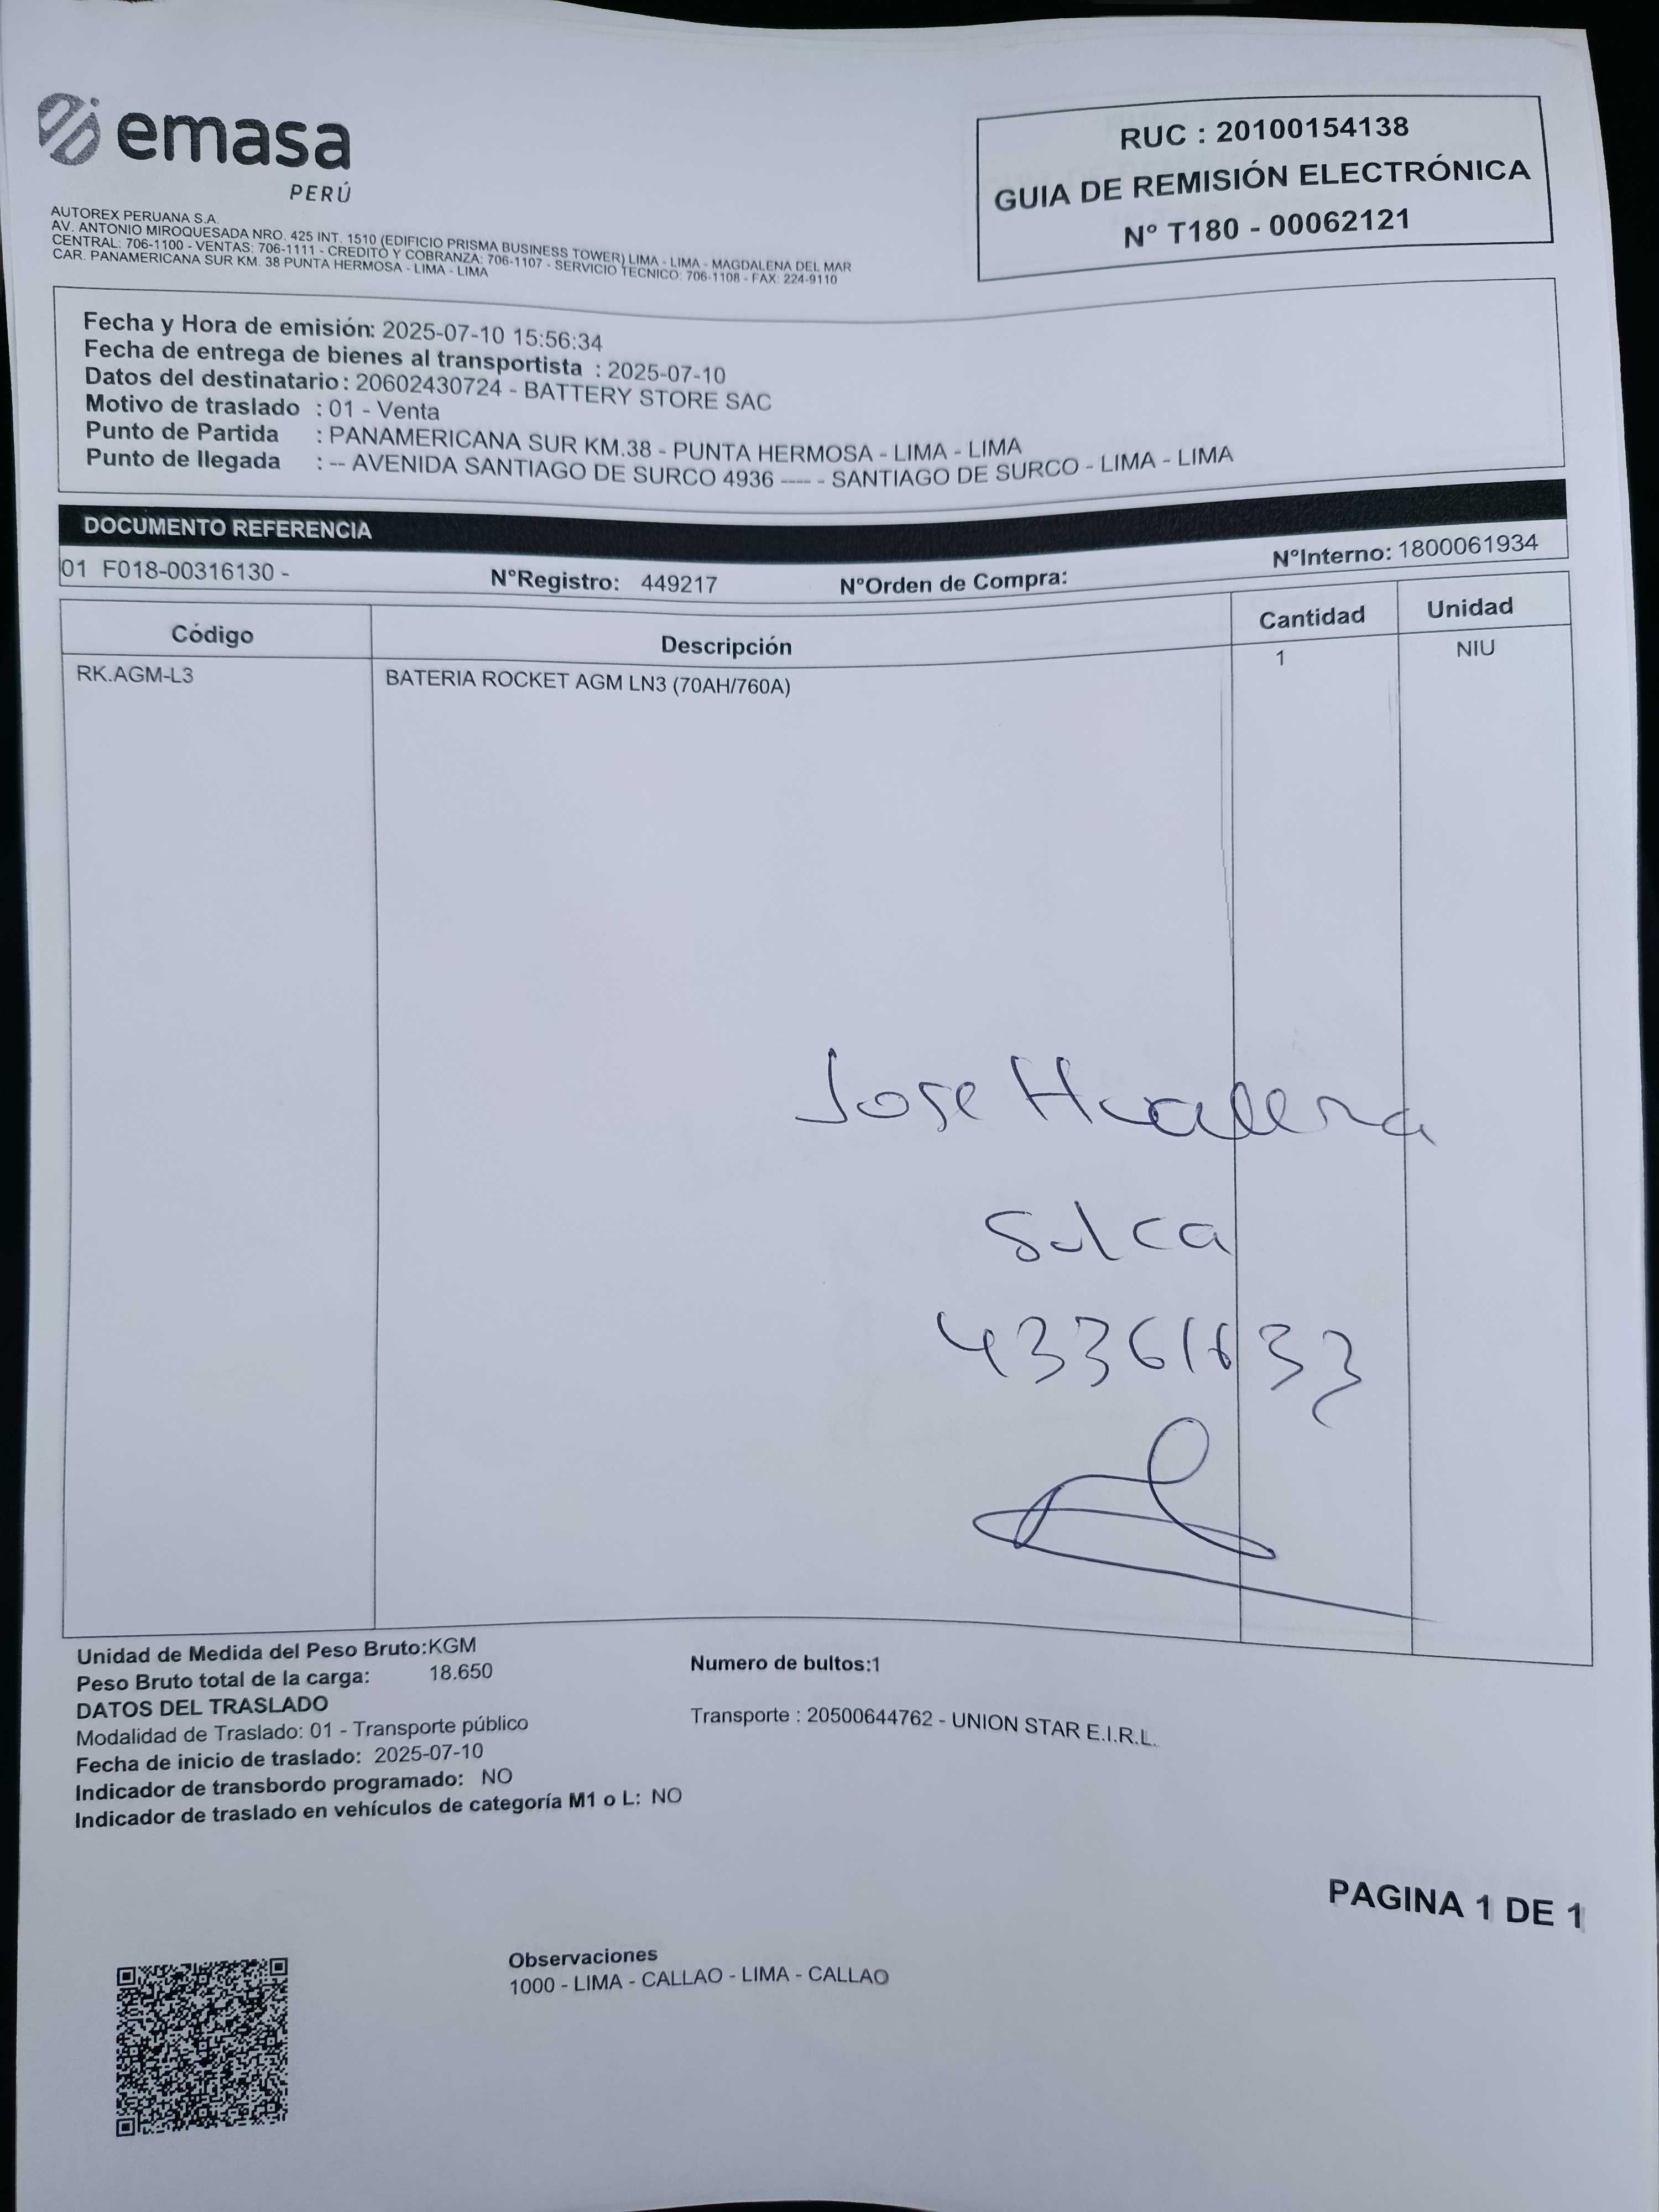 emasa
PERÚ
AUTOREX PERUANA S.A.
AV. ANTONIO MIROQUESADA NRO. 425 INT. 1510 (EDIFICIO PRISMA BUSINESS TOWER) LIMA - LIMA - MAGDALENA DEL MAR
CENTRAL: 706-1100 - VENTAS: 706-1111 - CREDITO Y COBRANZA: 706-1107 - SERVICIO TECNICO: 706-1108 - FAX: 224-9110
CAR. PANAMERICANA SUR KM. 38 PUNTA HERMOSA - LIMA - LIMA
RUC : 20100154138
GUIA DE REMISIÓN ELECTRÓNICA
N° T180 - 00062121
Fecha y Hora de emisión: 2025-07-10 15:56:34
Fecha de entrega de bienes al transportista : 2025-07-10
Datos del destinatario : 20602430724 - BATTERY STORE SAC
Motivo de traslado : 01 - Venta
Punto de Partida : PANAMERICANA SUR KM.38 - PUNTA HERMOSA - LIMA - LIMA
Punto de llegada : -- AVENIDA SANTIAGO DE SURCO 4936 ---- - SANTIAGO DE SURCO - LIMA - LIMA
DOCUMENTO REFERENCIA
01 F018-00316130 - N°Registro: 449217 N°Orden de Compra: N°Interno: 1800061934
Código Descripción Cantidad Unidad
RK.AGM-L3 BATERIA ROCKET AGM LN3 (70AH/760A) 1 NIU
Jose
Sulca
Unidad de Medida del Peso Bruto:KGM
Peso Bruto total de la carga: 18.650 Numero de bultos:1
DATOS DEL TRASLADO
Modalidad de Traslado: 01 - Transporte público Transporte : 20500644762 - UNION STAR E.I.R.L.
Fecha de inicio de traslado: 2025-07-10
Indicador de transbordo programado: NO
Indicador de traslado en vehículos de categoría M1 o L: NO
PAGINA 1 DE 1
Observaciones
1000 - LIMA - CALLAO - LIMA - CALLAO